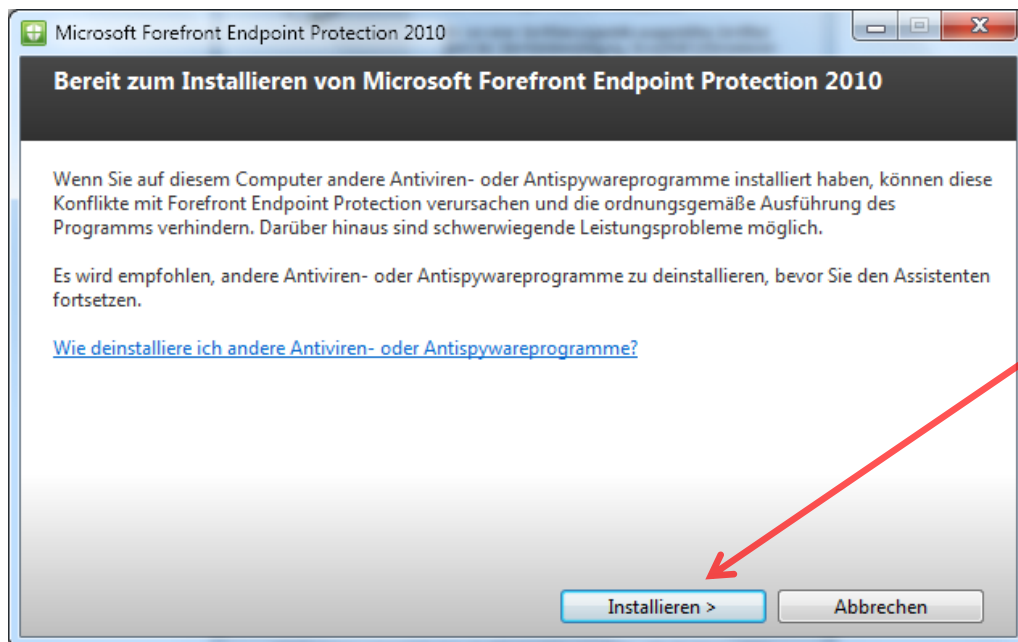 Microsoft Forefront Endpoint Protection 2010
Bereit zum Installieren von Microsoft Forefront Endpoint Protection 2010
Wenn Sie auf diesem Computer andere Antiviren- oder Antispywareprogramme installiert haben, können diese
Konflikte mit Forefront Endpoint Protection verursachen und die ordnungsgemäße Ausführung des
Programms verhindern. Darüber hinaus sind schwerwiegende Leistungsprobleme möglich.
Es wird empfohlen, andere Antiviren- oder Antispywareprogramme zu deinstallieren, bevor Sie den Assistenten
fortsetzen.
Wie deinstalliere ich andere Antiviren- oder Antispywareprogramme?
Installieren >
Abbrechen